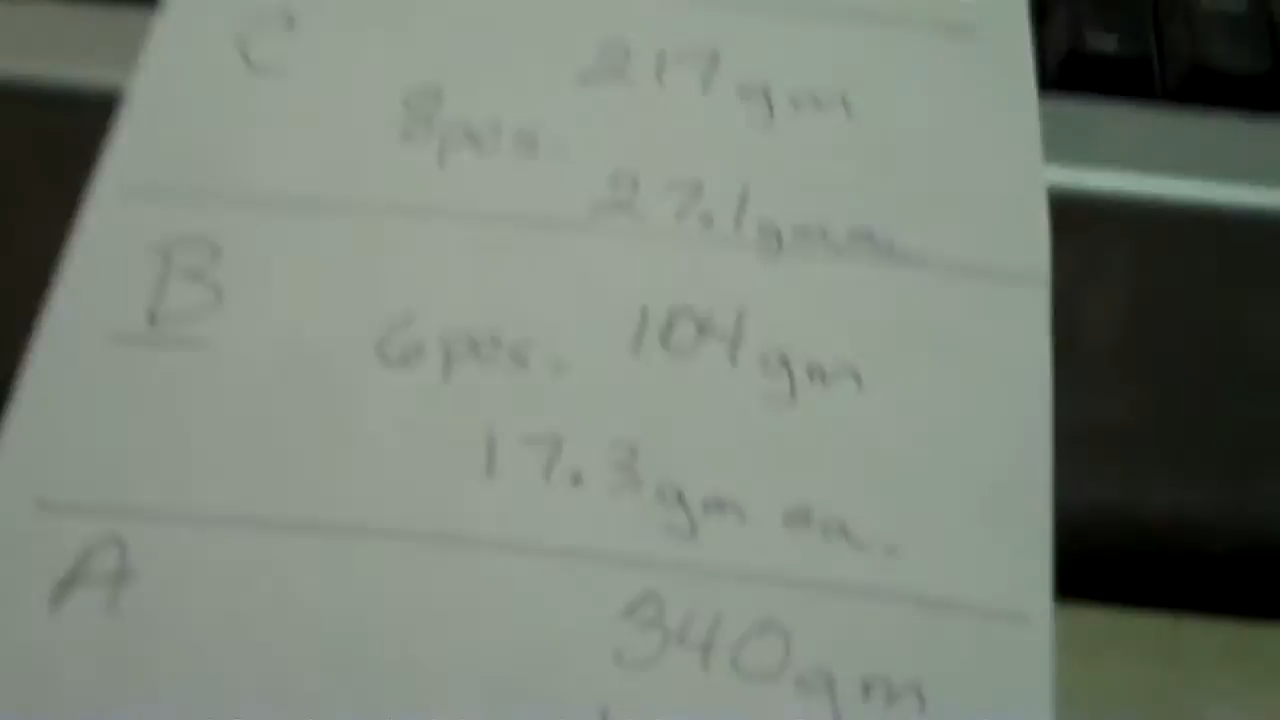 C 217gm
8pcs.
27.1gm
B
6pcs. 104gm
17.3gm ea.
A
340gm